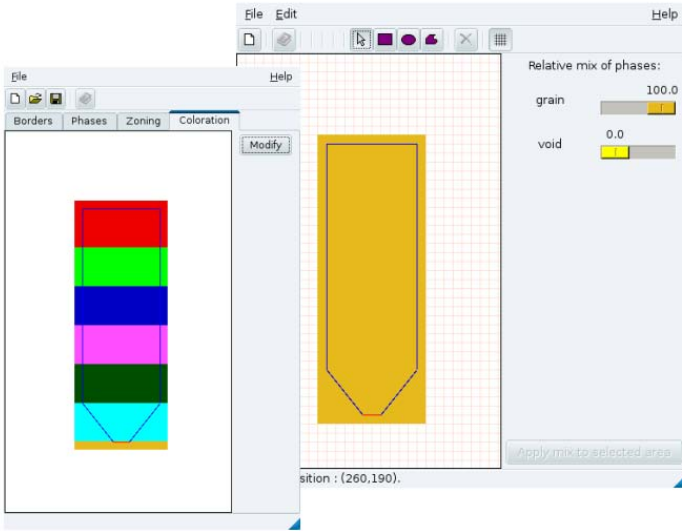 File Edit Help
Relative mix of phases:
100.0
grain
0.0
void
Apply mix to selected area
sition : (260,190).
File Help
Borders Phases Zoning Coloration
Modify